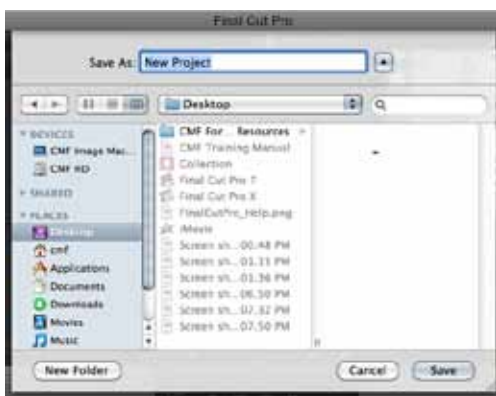 Final Cut Pro
Save As: New Project
Desktop
DEVICES
CMF Image Mac...
CMF HD
SHARED
PLACES
Desktop
cmf
Applications
Documents
Downloads
Movies
Music
CMF For... Resources
CMF Training Manual
Collection
Final Cut Pro 7
Final Cut Pro X
FinalCutPro_Help.png
iMovie
Screen sh...00.48 PM
Screen sh...01.11 PM
Screen sh...01.36 PM
Screen sh...06.50 PM
Screen sh...07.32 PM
Screen sh...07.50 PM
New Folder
Cancel
Save